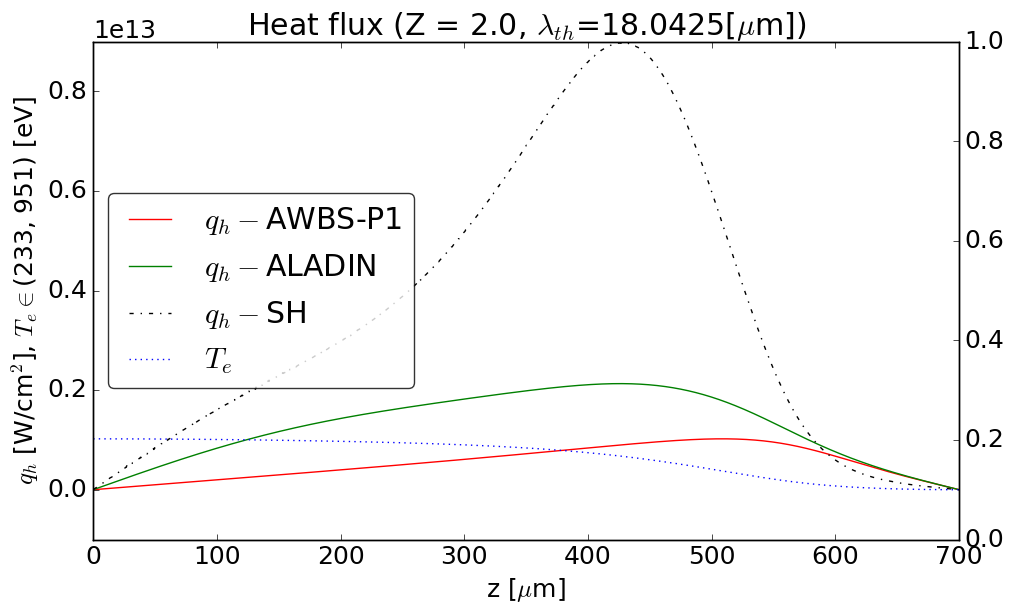 Heat flux (Z = 2.0, λ_th=18.0425[μm])
1e13
q_h [W/cm²], T_e ∈ (233, 951) [eV]
0.8
0.6
0.4
0.2
0.0
q_h − AWBS-P1
q_h − ALADIN
q_h − SH
T_e
1.0
0.8
0.6
0.4
0.2
0.0
0 100 200 300 400 500 600 700
z [μm]